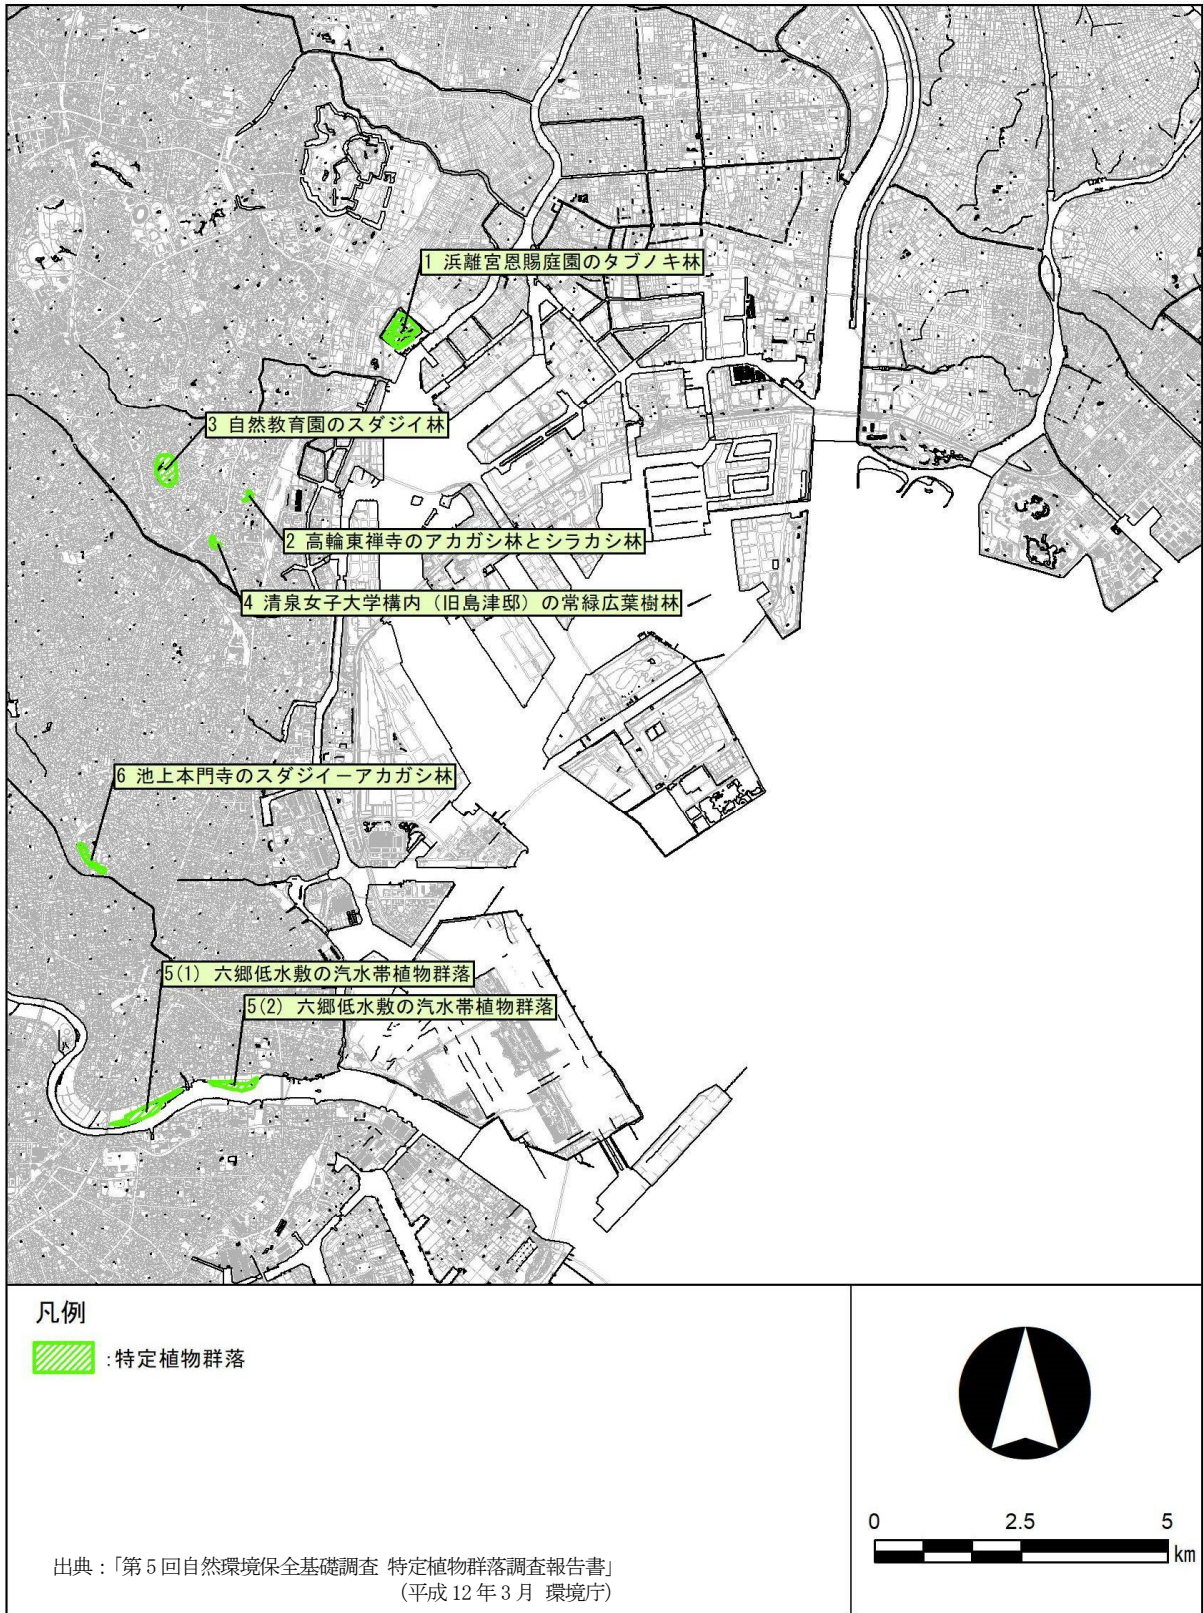 1 浜離宮恩賜庭園のタブノキ林
3 自然教育園のスダジイ林
2 高輪東禅寺のアカガシ林とシラカシ林
4 清泉女子大学構内（旧島津邸）の常緑広葉樹林
6 池上本門寺のスダジイーアカガシ林
5(1) 六郷低水敷の汽水帯植物群落
5(2) 六郷低水敷の汽水帯植物群落
凡例
：特定植物群落
0 2.5 5
km
出典：「第５回自然環境保全基礎調査 特定植物群落調査報告書」
（平成 12 年３月 環境庁）